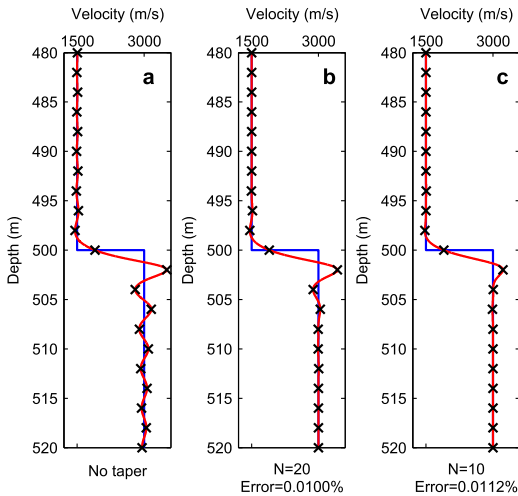 Velocity (m/s) Velocity (m/s) Velocity (m/s)
1500 3000 1500 3000 1500 3000
480 480 480
a b c
485 485 485
490 490 490
495 495 495
Depth (m) Depth (m) Depth (m)
500 500 500
505 505 505
510 510 510
515 515 515
520 520 520
No taper N=20 N=10
Error=0.0100% Error=0.0112%